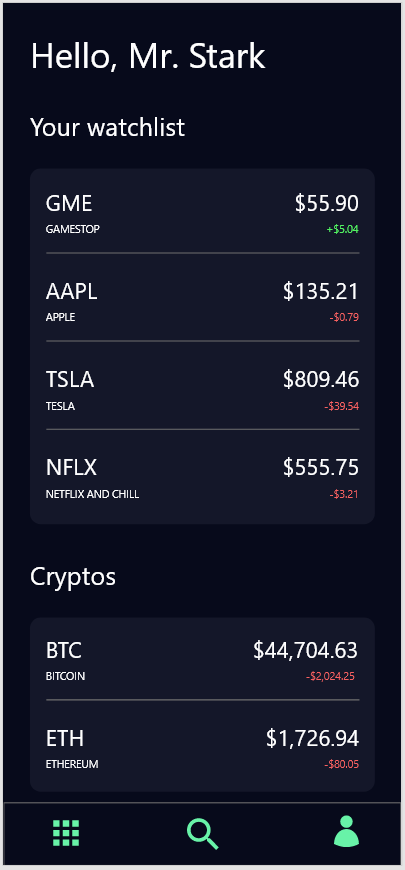 Hello, Mr. Stark
Your watchlist
GME $55.90
GAMESTOP +$5.04
AAPL $135.21
APPLE -$0.79
TSLA $809.46
TESLA -$39.54
NFLX $555.75
NETFLIX AND CHILL -$3.21
Cryptos
BTC $44,704.63
BITCOIN -$2,024.25
ETH $1,726.94
ETHEREUM -$80.05